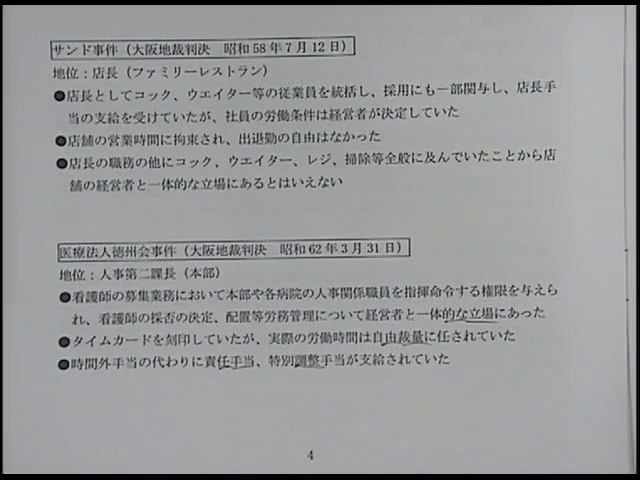 サンド事件(大阪地裁判決 昭和58年7月12日)
地位:店長(ファミリーレストラン)
●店長としてコック、ウエイター等の従業員を統括し、採用にも一部関与し、店長手
当の支給を受けていたが、社員の労働条件は経営者が決定していた
●店舗の営業時間に拘束され、出退勤の自由はなかった
●店長の職務の他にコック、ウエイター、レジ、掃除等全般に及んでいたことから店
舗の経営者と一体的な立場にあるとはいえない
医療法人徳州会事件(大阪地裁判決 昭和62年3月31日)
地位:人事第二課長(本部)
●看護師の募集業務において本部や各病院の人事関係職員を指揮命令する権限を与えら
れ、看護師の採否の決定、配置等労務管理について経営者と一体的な立場にあった
●タイムカードを刻印していたが、実際の労働時間は自由裁量に任されていた
●時間外手当の代わりに責任手当、特別調整手当が支給されていた
4